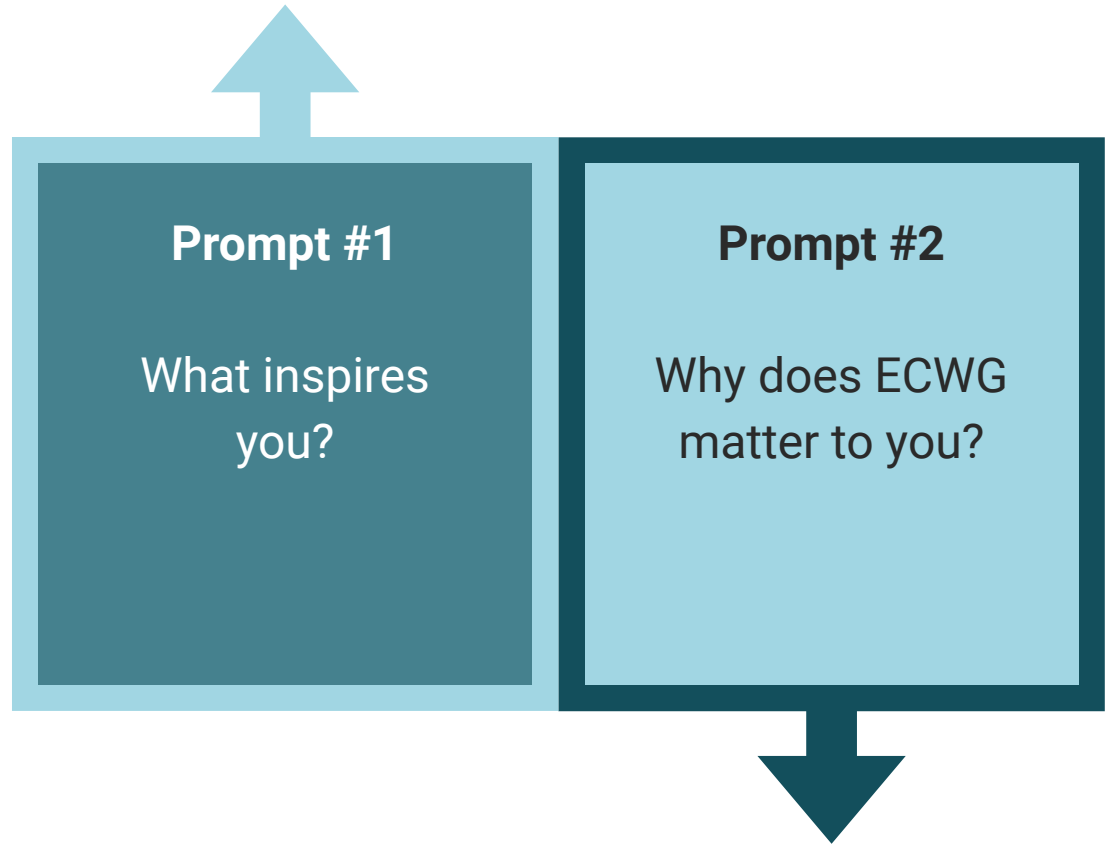 Prompt #1
What inspires
you?
Prompt #2
Why does ECWG
matter to you?